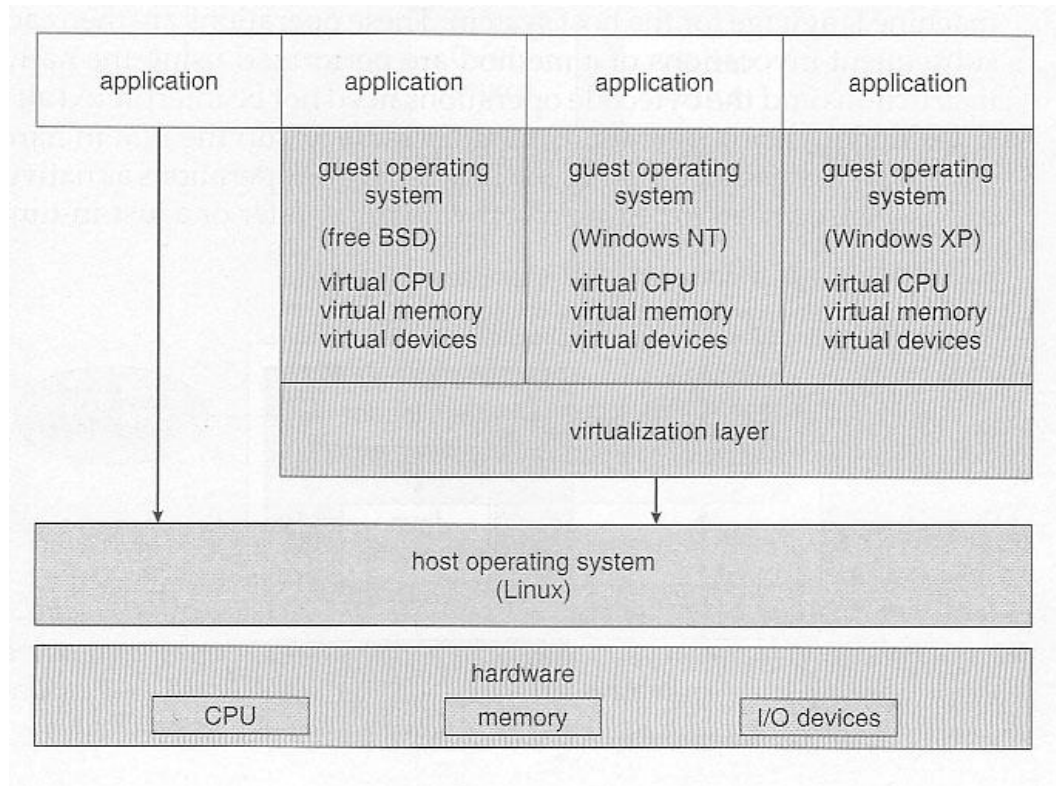 application
application
application
application
guest operating
system
(free BSD)
virtual CPU
virtual memory
virtual devices
guest operating
system
(Windows NT)
virtual CPU
virtual memory
virtual devices
guest operating
system
(Windows XP)
virtual CPU
virtual memory
virtual devices
virtualization layer
host operating system
(Linux)
hardware
CPU
memory
I/O devices